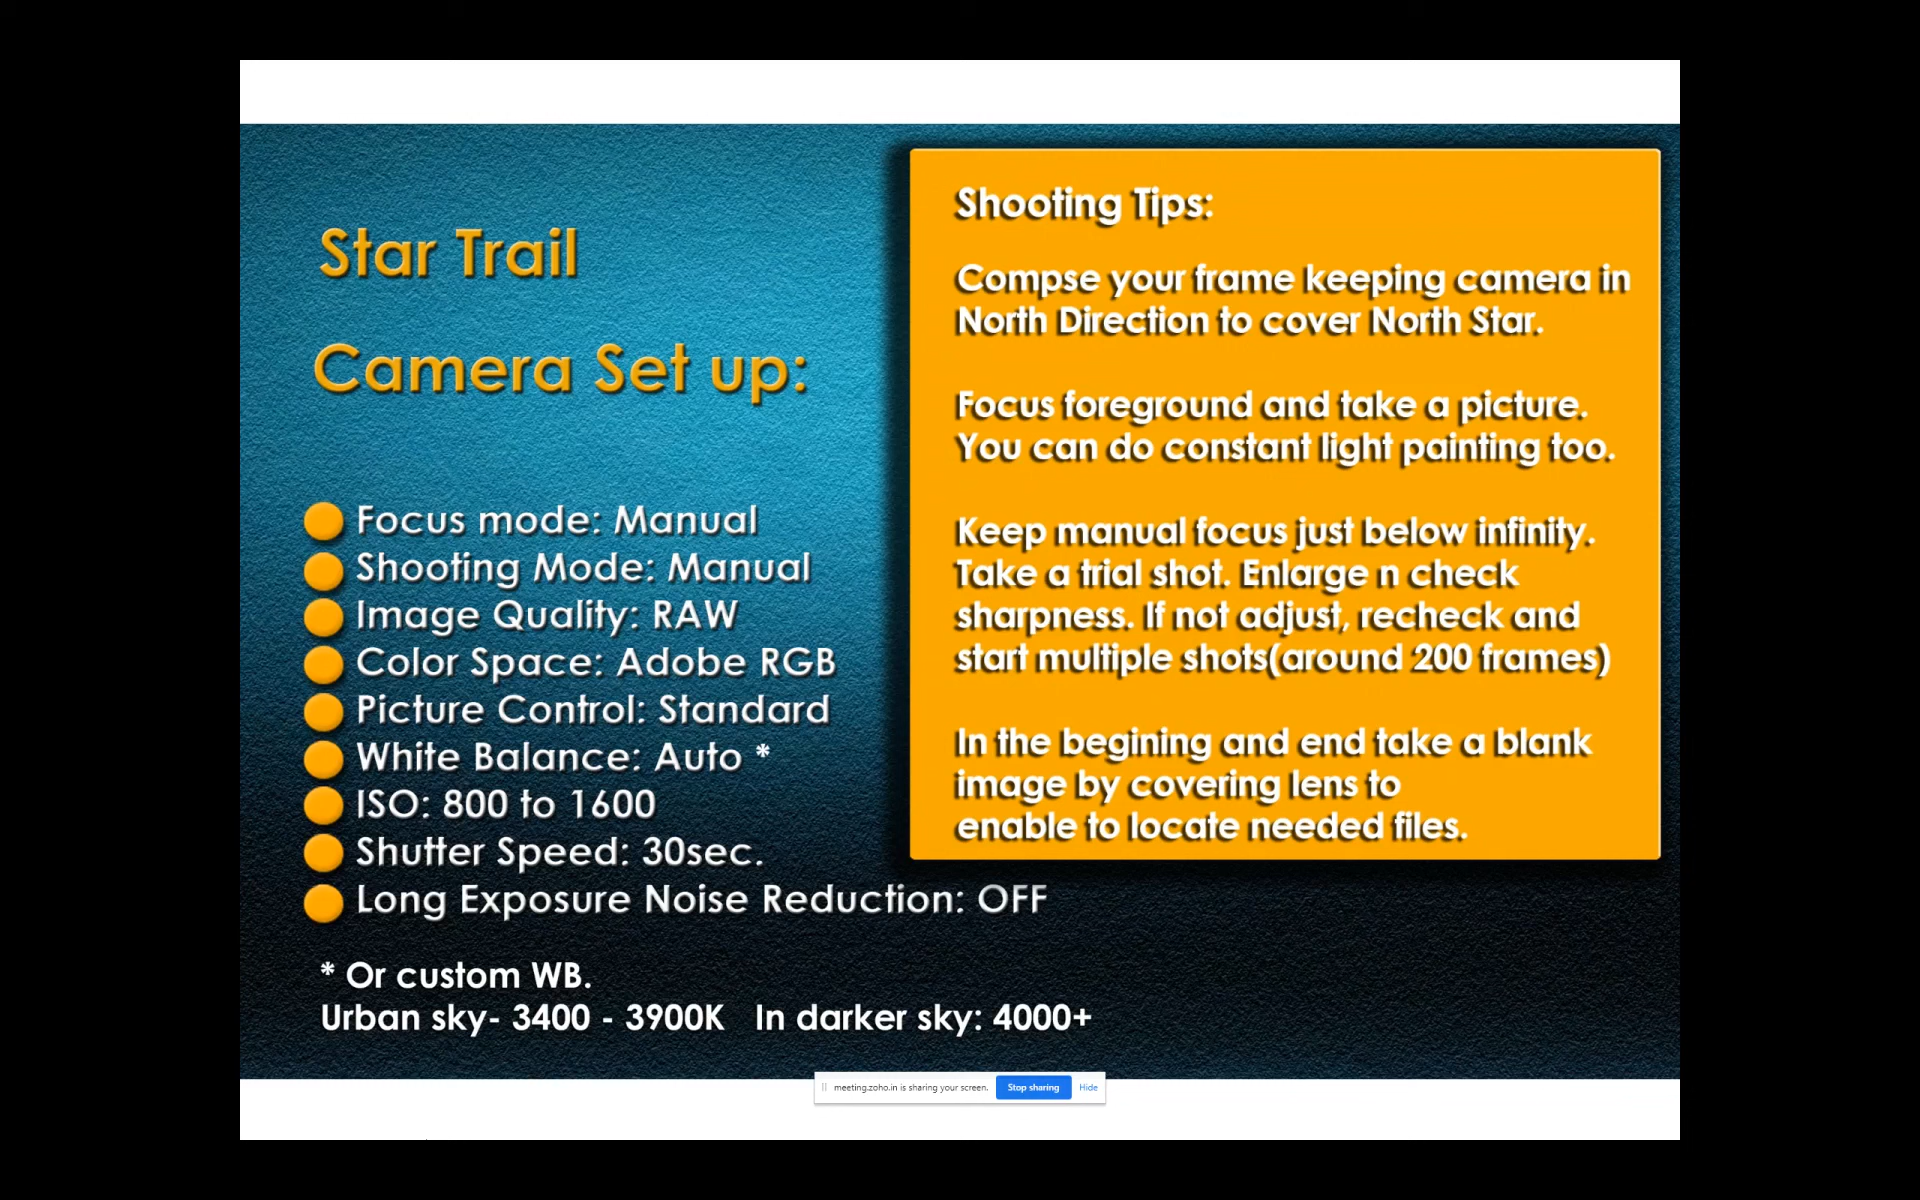 Star Trail
Camera Set up:
Focus mode: Manual
Shooting Mode: Manual
Image Quality: RAW
Color Space: Adobe RGB
Picture Control: Standard
White Balance: Auto *
ISO: 800 to 1600
Shutter Speed: 30sec.
Long Exposure Noise Reduction: OFF
* Or custom WB.
Urban sky- 3400 - 3900K   In darker sky: 4000+
Shooting Tips:
Compse your frame keeping camera in
North Direction to cover North Star.
Focus foreground and take a picture.
You can do constant light painting too.
Keep manual focus just below infinity.
Take a trial shot. Enlarge n check
sharpness. If not adjust, recheck and
start multiple shots(around 200 frames)
In the begining and end take a blank
image by covering lens to
enable to locate needed files.
meeting.zoho.in is sharing your screen. Stop sharing Hide